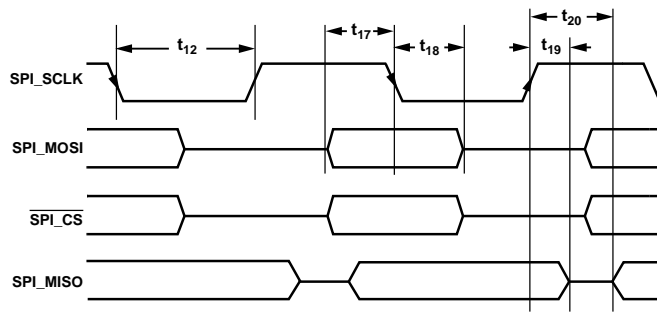 t12
t17
t18
t20
t19
SPI_SCLK
SPI_MOSI
SPI_CS
SPI_MISO